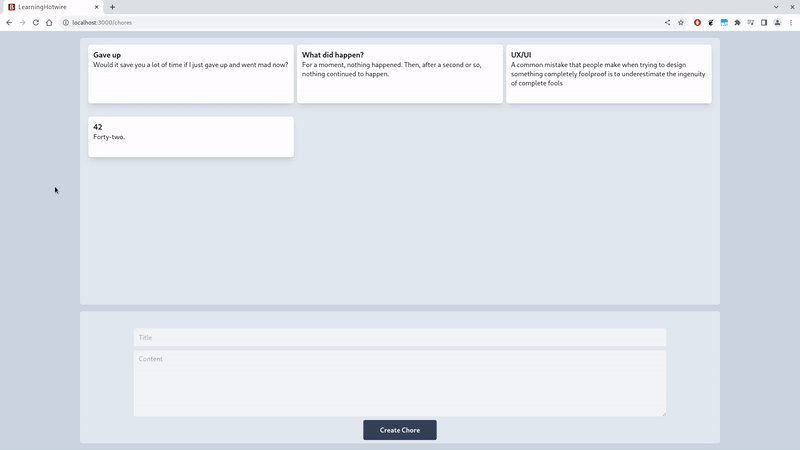 LearningHotwire
localhost:3000/chores
Gave up
Would it save you a lot of time if I just gave up and went mad now?
What did happen?
For a moment, nothing happened. Then, after a second or so,
nothing continued to happen.
UX/UI
A common mistake that people make when trying to design
something completely foolproof is to underestimate the ingenuity
of complete fools
42
Forty-two.
Title
Content
Create Chore